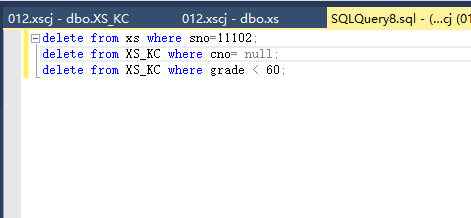 012.xscj - dbo.XS_KC 012.xscj - dbo.xs SQLQuery8.sql - (...cj (01
delete from xs where sno=11102;
delete from XS_KC where cno= null;
delete from XS_KC where grade < 60;